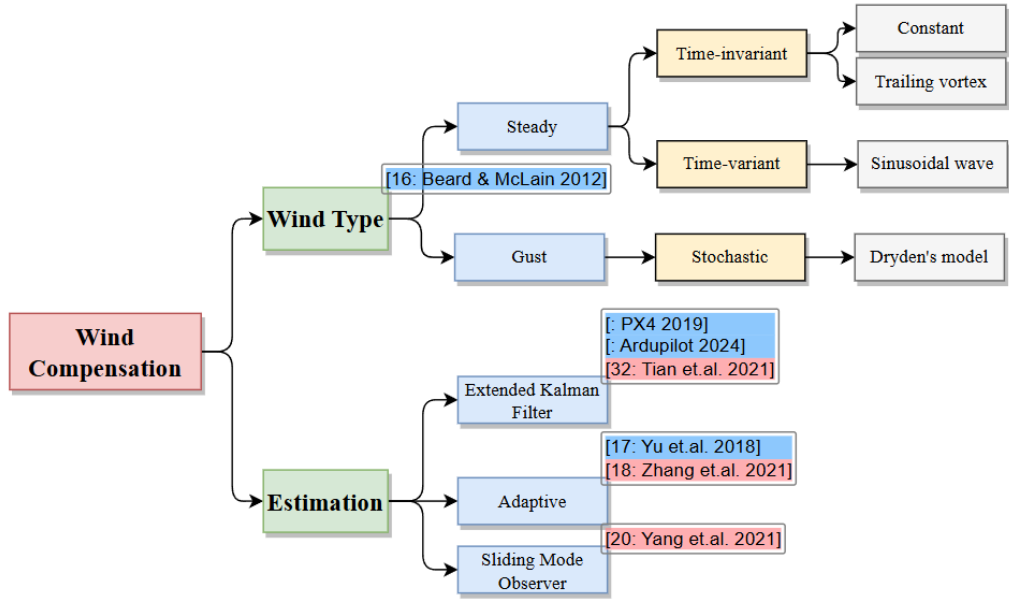 Constant
Time-invariant
Trailing vortex
Steady
Time-variant
Sinusoidal wave
[16: Beard & McLain 2012]
Wind Type
Gust
Stochastic
Dryden's model
Wind
Compensation
[: PX4 2019]
[: Ardupilot 2024]
[32: Tian et.al. 2021]
Extended Kalman
Filter
[17: Yu et.al. 2018]
[18: Zhang et.al. 2021]
Estimation
Adaptive
[20: Yang et.al. 2021]
Sliding Mode
Observer